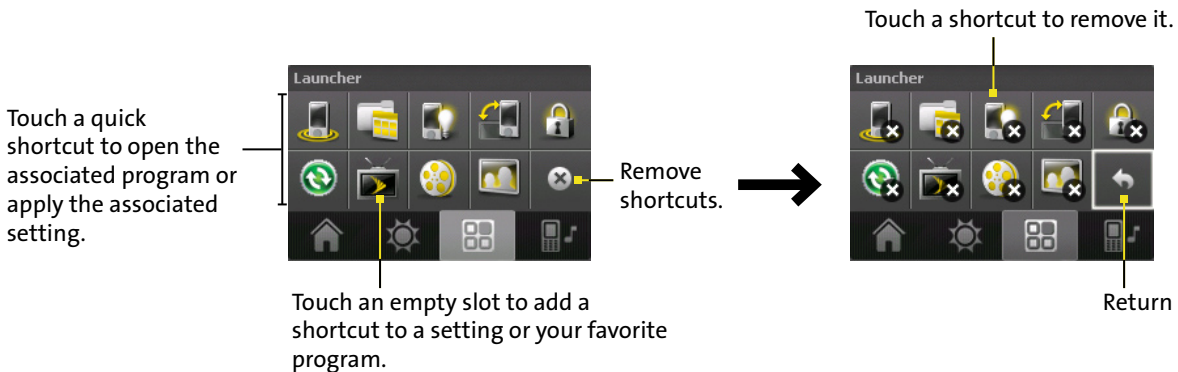 Touch a shortcut to remove it.
Launcher
Launcher
Touch a quick
shortcut to open the
associated program or
apply the associated
setting.
Remove
shortcuts.
Touch an empty slot to add a
shortcut to a setting or your favorite
program.
Return